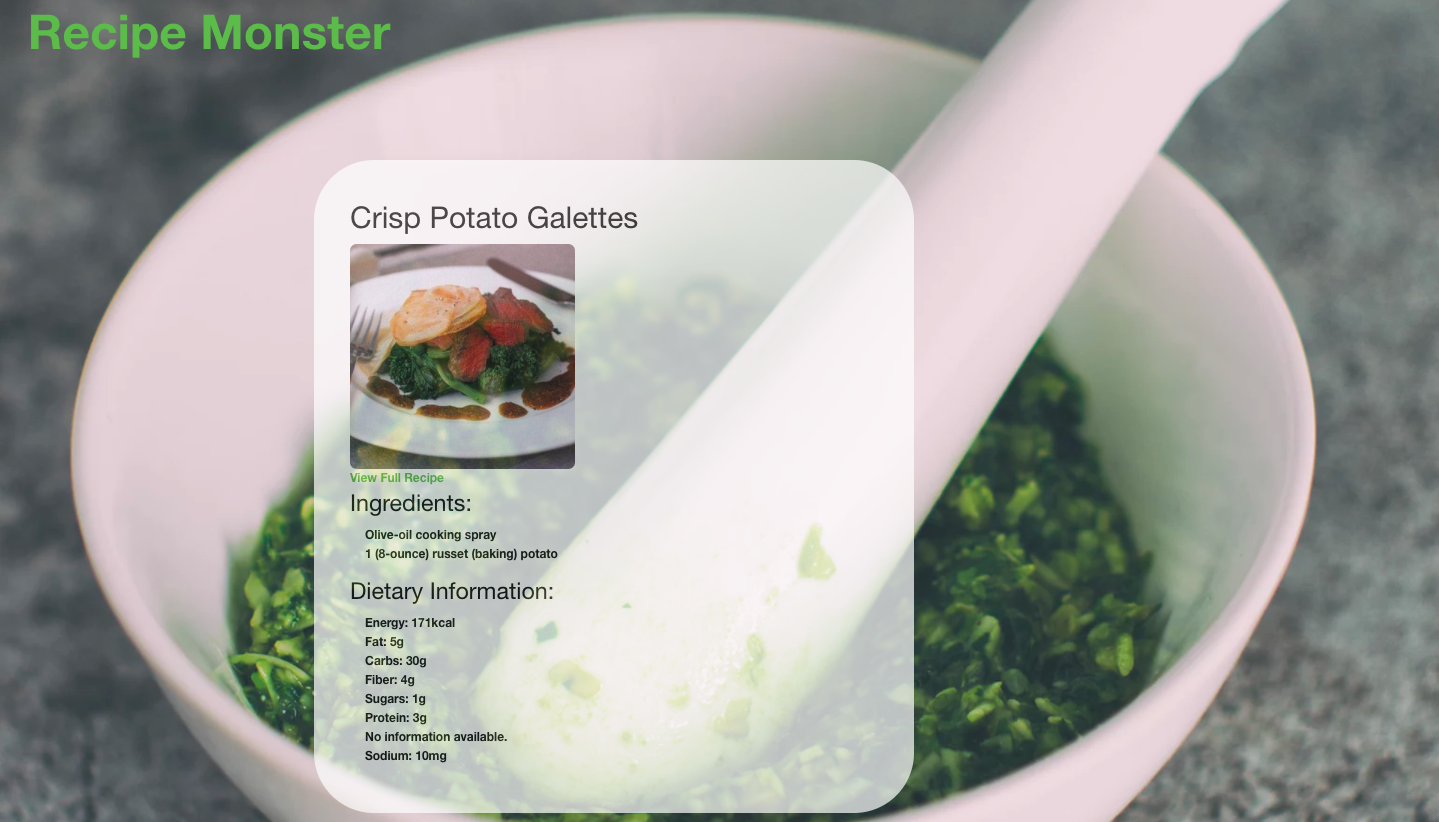 Recipe Monster
Crisp Potato Galettes
View Full Recipe
Ingredients:
Olive-oil cooking spray
1 (8-ounce) russet (baking) potato
Dietary Information:
Energy: 171kcal
Fat: 5g
Carbs: 30g
Fiber: 4g
Sugars: 1g
Protein: 3g
No information available.
Sodium: 10mg